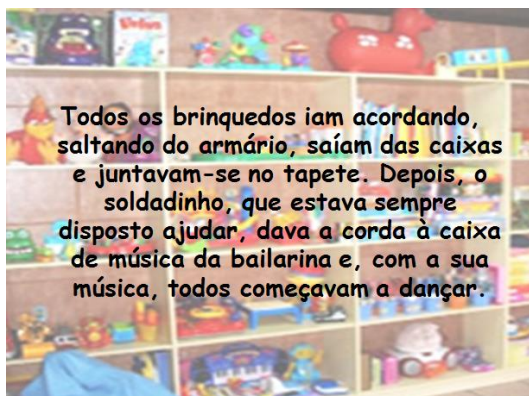 Todos os brinquedos iam acordando,
saltando do armário, saíam das caixas
e juntavam-se no tapete. Depois, o
soldadinho, que estava sempre
disposto ajudar, dava a corda à caixa
de música da bailarina e, com a sua
música, todos começavam a dançar.